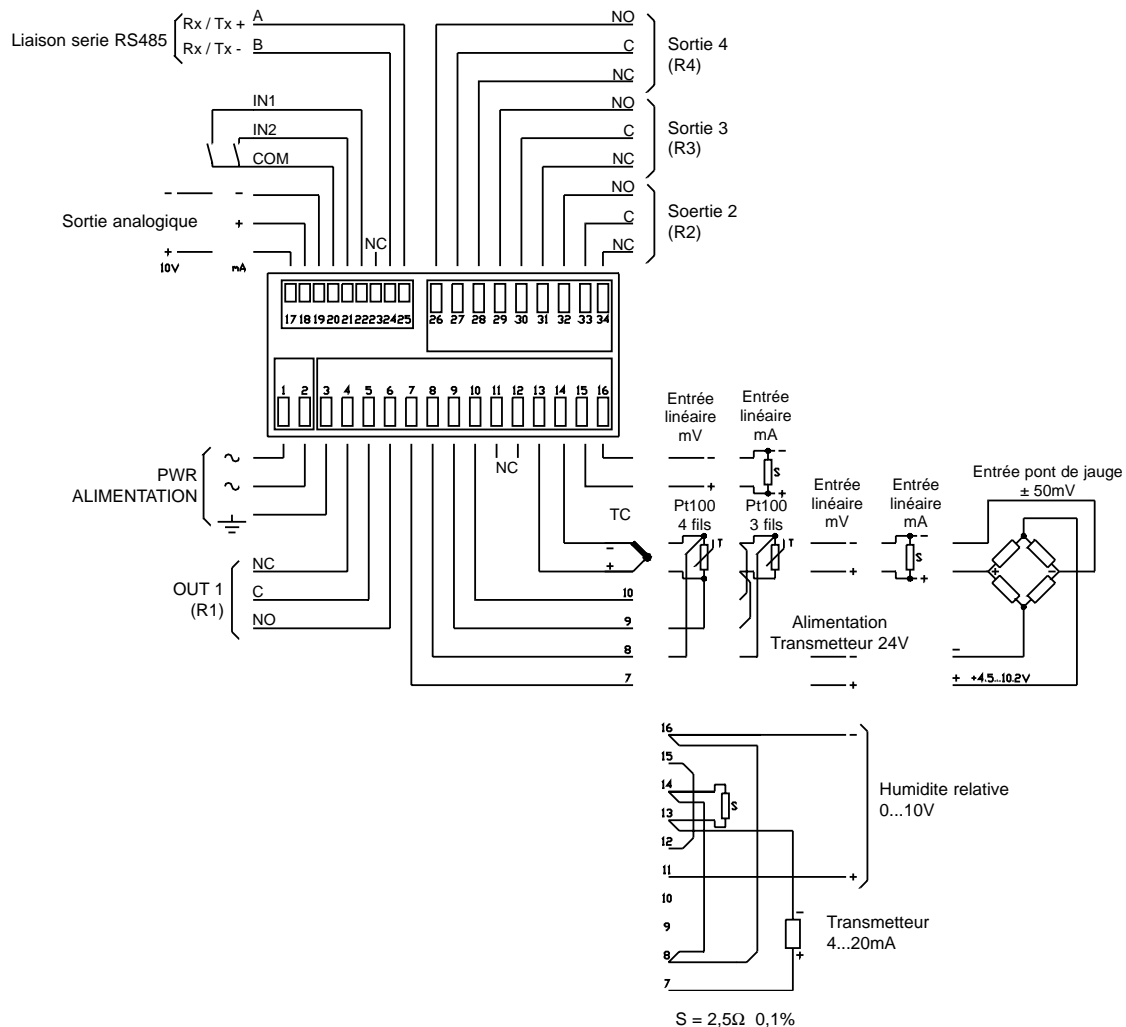 Liaison serie RS485
Rx / Tx + A
Rx / Tx - B
IN1
IN2
COM
- - -
Sortie analogique +
+
10V mA
NC
NO
C
NC
Sortie 4
(R4)
NO
C
NC
Sortie 3
(R3)
NO
C
NC
Soertie 2
(R2)
17 18 19 20 21 22 23 24 25
26 27 28 29 30 31 32 33 34
1 2 3 4 5 6 7 8 9 10 11 12 13 14 15 16
PWR
ALIMENTATION
~
~
NC
OUT 1
(R1)
NC
C
NO
TC
-
+
10
9
8
7
Entrée
linéaire
mV
-
+
Entrée
linéaire
mA
-
S
+
Pt100
4 fils
T
Pt100
3 fils
T
Entrée
linéaire
mV
-
+
Entrée
linéaire
mA
-
S
+
Entrée pont de jauge
± 50mV
+ -
Alimentation
Transmetteur 24V
-
+
-
+ +4.5...10.2V
16
15
14
13
12
11
10
9
8
7
S
-
+
Humidite relative
0...10V
-
+
Transmetteur
4...20mA
S = 2,5Ω 0,1%